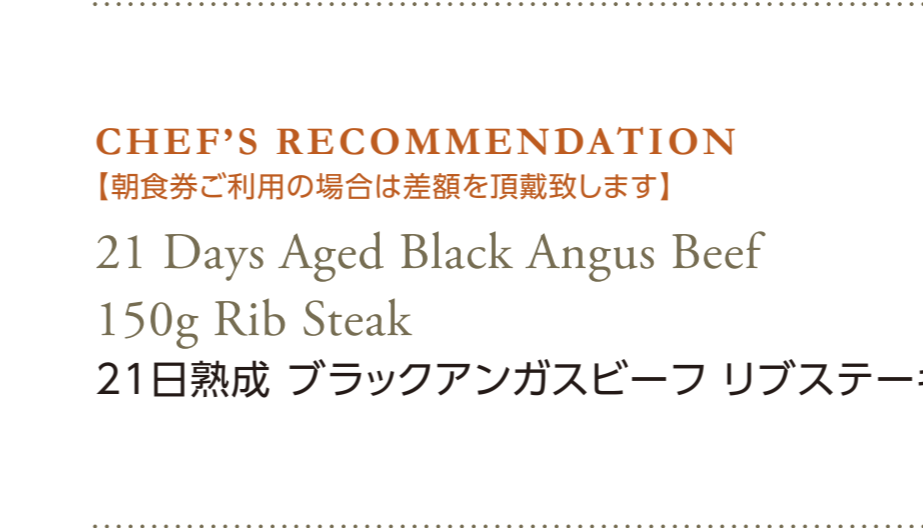 CHEF’S RECOMMENDATION
【朝食券ご利用の場合は差額を頂戴致します】
21 Days Aged Black Angus Beef
150g Rib Steak
21日熟成 ブラックアンガスビーフ リブステー